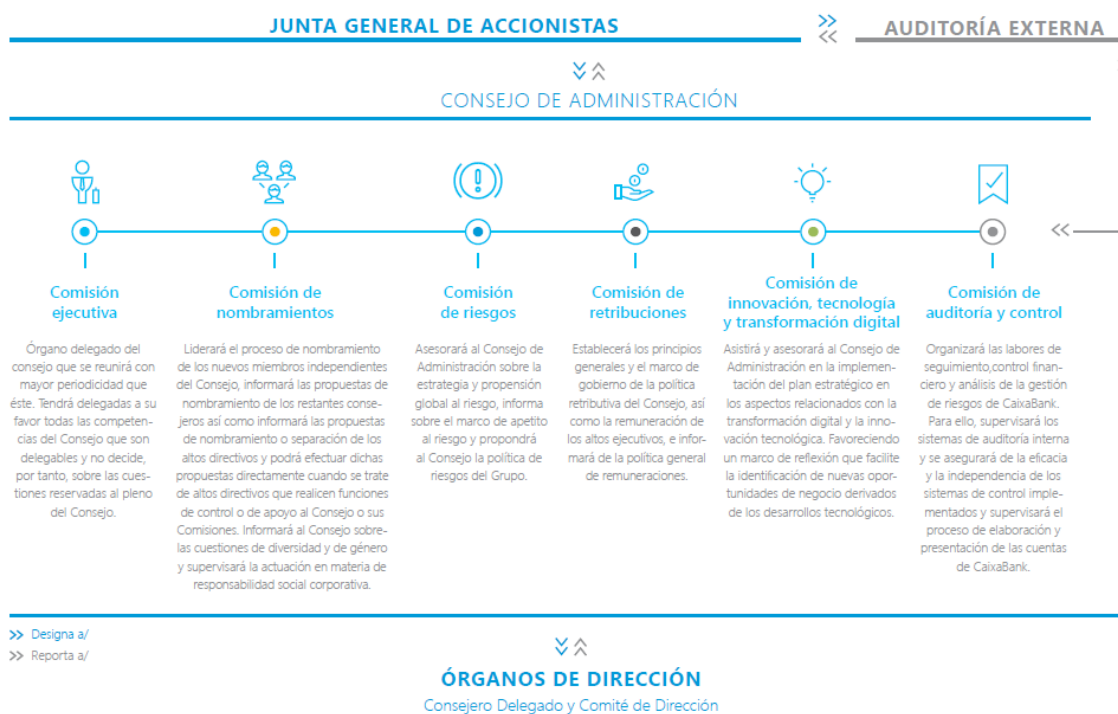 JUNTA GENERAL DE ACCIONISTAS
AUDITORÍA EXTERNA
CONSEJO DE ADMINISTRACIÓN
Comisión
ejecutiva
Órgano delegado del
consejo que se reunirá con
mayor periodicidad que
éste. Tendrá delegadas a su
favor todas las competen-
cias del Consejo que son
delegables y no decide,
por tanto, sobre las cues-
tiones reservadas al pleno
del Consejo.
Comisión de
nombramientos
Liderará el proceso de nombramiento
de los nuevos miembros independientes
del Consejo, informará las propuestas de
nombramiento de los restantes conse-
jeros así como informará las propuestas
de nombramiento o separación de los
altos directivos y podrá efectuar dichas
propuestas directamente cuando se trate
de altos directivos que realicen funciones
de control o de apoyo al Consejo o sus
Comisiones. Informará al Consejo sobre-
las cuestiones de diversidad y de género
y supervisará la actuación en materia de
responsabilidad social corporativa.
Comisión
de riesgos
Asesorará al Consejo de
Administración sobre la
estrategia y propensión
global al riesgo, informa
sobre el marco de apetito
al riesgo y propondrá
al Consejo la política de
riesgos del Grupo.
Comisión de
retribuciones
Establecerá los principios
generales y el marco de
gobierno de la política
retributiva del Consejo, así
como la remuneración de
los altos ejecutivos, e infor-
mará de la política general
de remuneraciones.
Comisión de
innovación, tecnología
y transformación digital
Asistirá y asesorará al Consejo de
Administración en la implemen-
tación del plan estratégico en
los aspectos relacionados con la
transformación digital y la inno-
vación tecnológica. Favoreciendo
un marco de reflexión que facilite
la identificación de nuevas opor-
tunidades de negocio derivados
de los desarrollos tecnológicos.
Comisión de
auditoría y control
Organizará las labores de
seguimiento,control finan-
ciero y análisis de la gestión
de riesgos de CaixaBank.
Para ello, supervisará los
sistemas de auditoría interna
y se asegurará de la eficacia
y la independencia de los
sistemas de control imple-
mentados y supervisará el
proceso de elaboración y
presentación de las cuentas
de CaixaBank.
>> Designa a/
>> Reporta a/
ÓRGANOS DE DIRECCIÓN
Consejero Delegado y Comité de Dirección